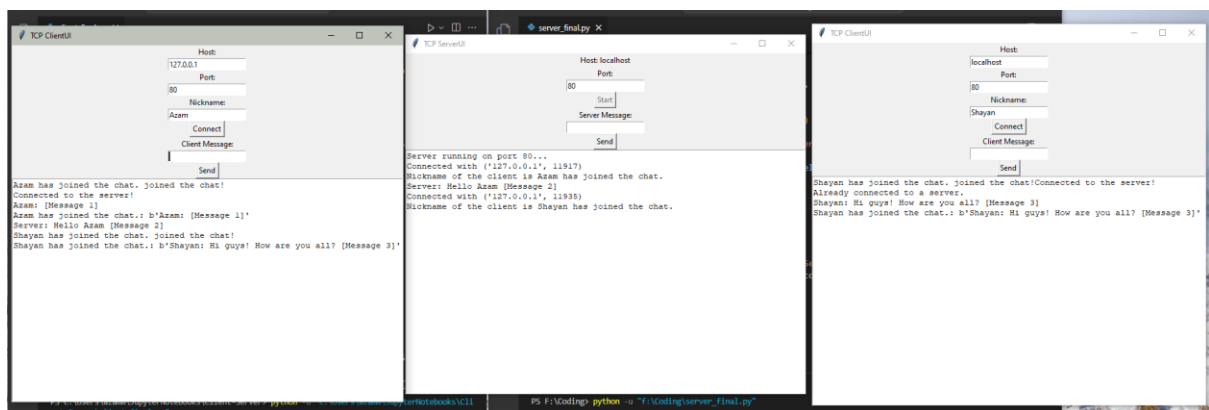 TCP ClientUI
Host:
127.0.0.1
Port:
80
Nickname:
Azam
Connect
Client Message:
Send
Azam has joined the chat. joined the chat!
Connected to the server!
Azam: [Message 1]
Azam has joined the chat.: b'Azam: [Message 1]'
Server: Hello Azam [Message 2]
Shayan has joined the chat. joined the chat!
Shayan has joined the chat.: b'Shayan: Hi guys! How are you all? [Message 3]'
server_final.py
TCP ServerUI
Host: localhost
Port:
80
Start
Server Message:
Send
Server running on port 80...
Connected with ('127.0.0.1', 11917)
Nickname of the client is Azam has joined the chat.
Server: Hello Azam [Message 2]
Connected with ('127.0.0.1', 11935)
Nickname of the client is Shayan has joined the chat.
PS F:\Coding> python -u "f:\Coding\server_final.py"
TCP ClientUI
Host:
localhost
Port:
80
Nickname:
Shayan
Connect
Client Message:
Send
Shayan has joined the chat. joined the chat!Connected to the server!
Already connected to a server.
Shayan: Hi guys! How are you all? [Message 3]
Shayan has joined the chat.: b'Shayan: Hi guys! How are you all? [Message 3]'